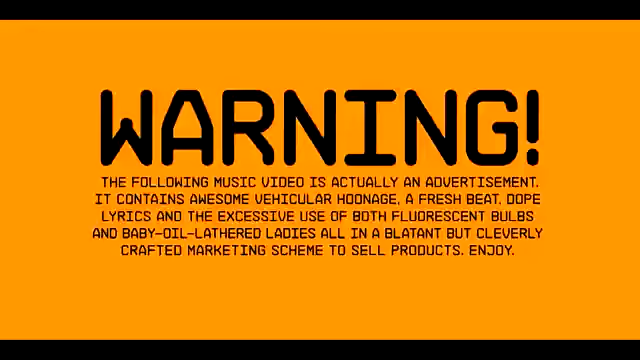 WARNING!
THE FOLLOWING MUSIC VIDEO IS ACTUALLY AN ADVERTISEMENT.
IT CONTAINS AWESOME VEHICULAR HOONAGE, A FRESH BEAT, DOPE
LYRICS AND THE EXCESSIVE USE OF BOTH FLUORESCENT BULBS
AND BABY-OIL-LATHERED LADIES ALL IN A BLATANT BUT CLEVERLY
CRAFTED MARKETING SCHEME TO SELL PRODUCTS. ENJOY.